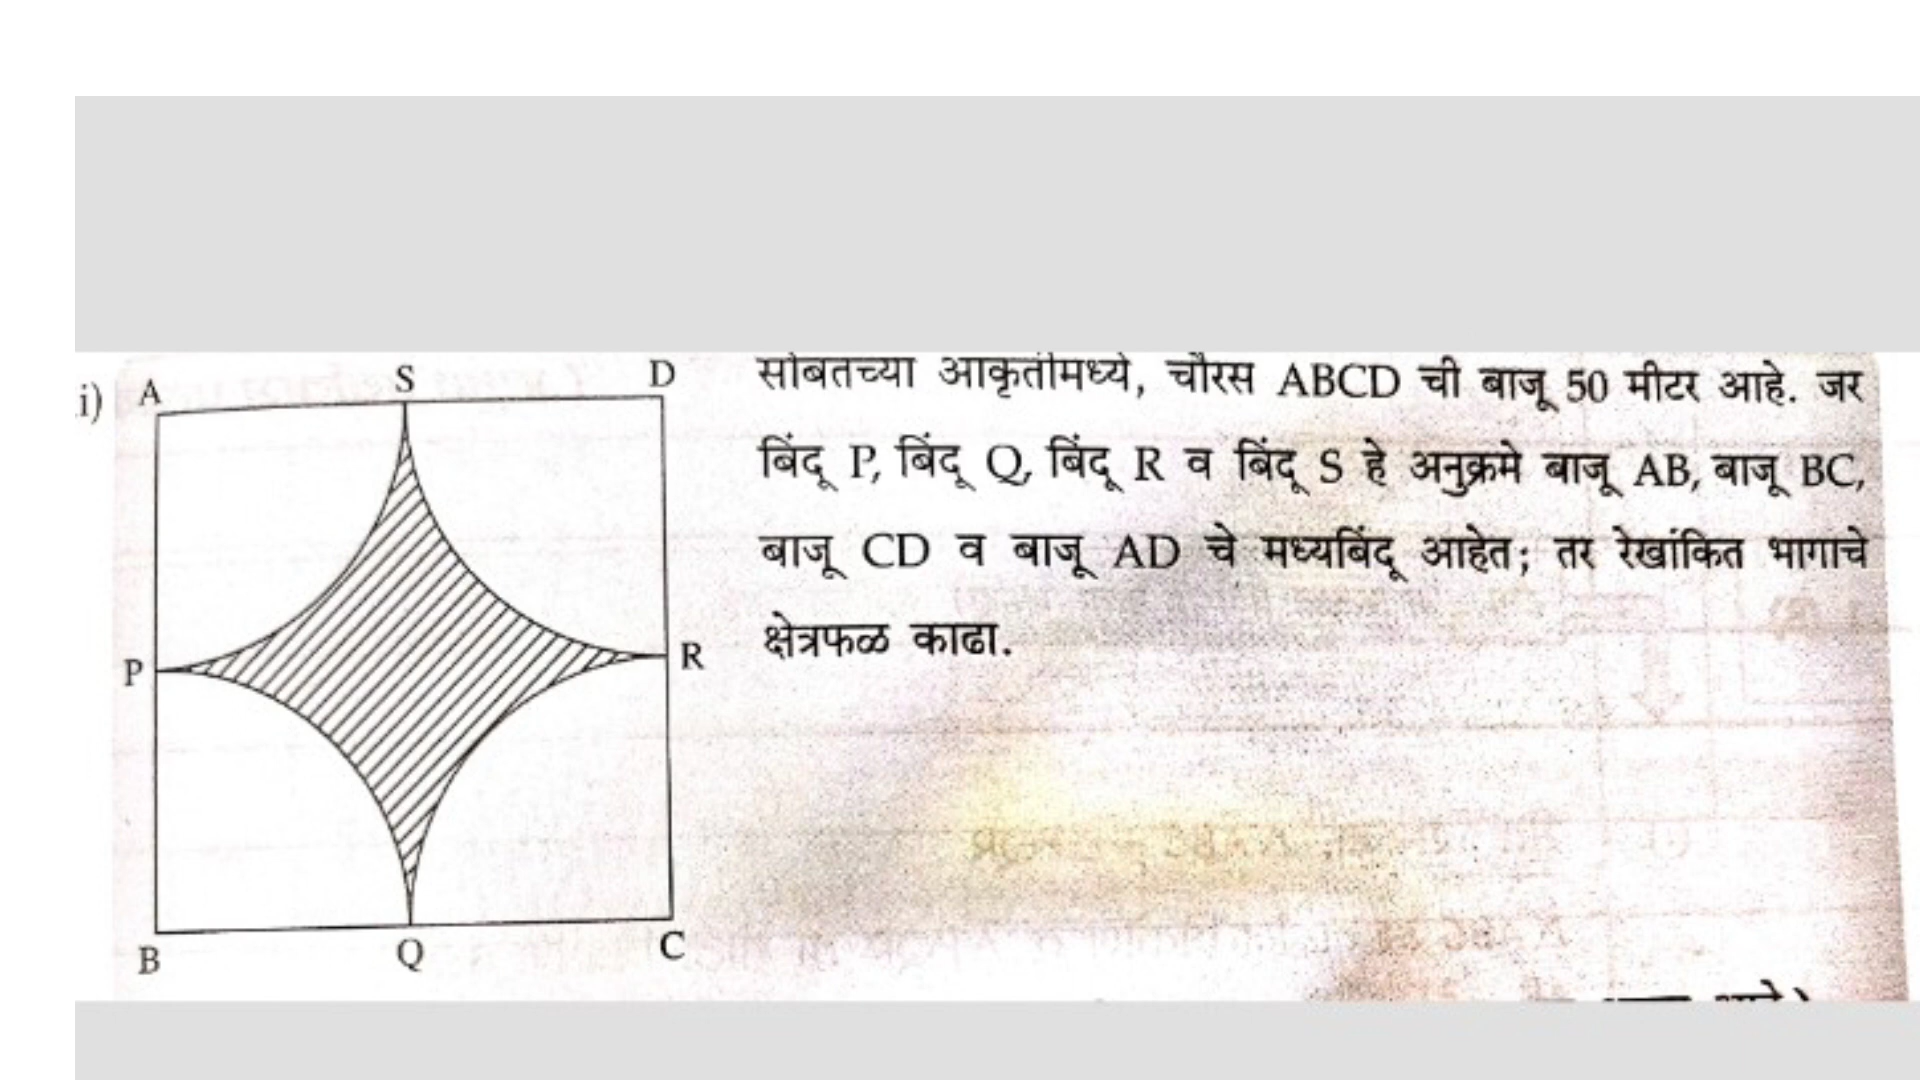 i)
A
S
D
P
R
B
Q
C
सोबतच्या आकृतीमध्ये, चौरस ABCD ची बाजू 50 मीटर आहे. जर
बिंदू P, बिंदू Q, बिंदू R व बिंदू S हे अनुक्रमे बाजू AB, बाजू BC,
बाजू CD व बाजू AD चे मध्यबिंदू आहेत; तर रेखांकित भागाचे
क्षेत्रफळ काढा.